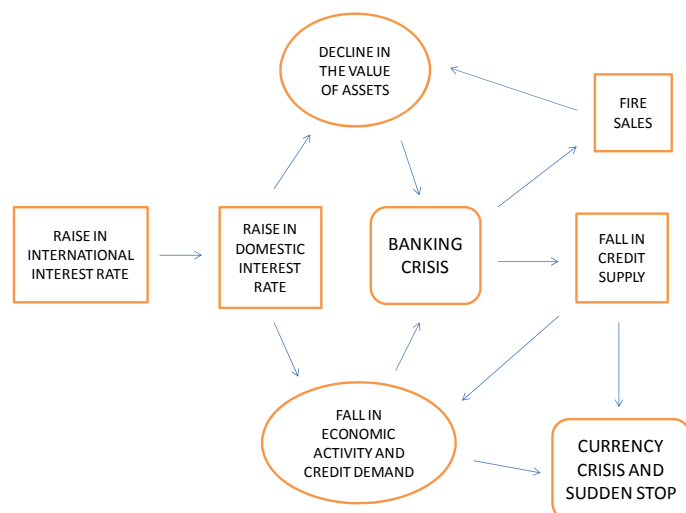 DECLINE IN
THE VALUE
OF ASSETS
FIRE
SALES
RAISE IN
INTERNATIONAL
INTEREST RATE
RAISE IN
DOMESTIC
INTEREST
RATE
BANKING
CRISIS
FALL IN
CREDIT
SUPPLY
FALL IN
ECONOMIC
ACTIVITY AND
CREDIT DEMAND
CURRENCY
CRISIS AND
SUDDEN STOP